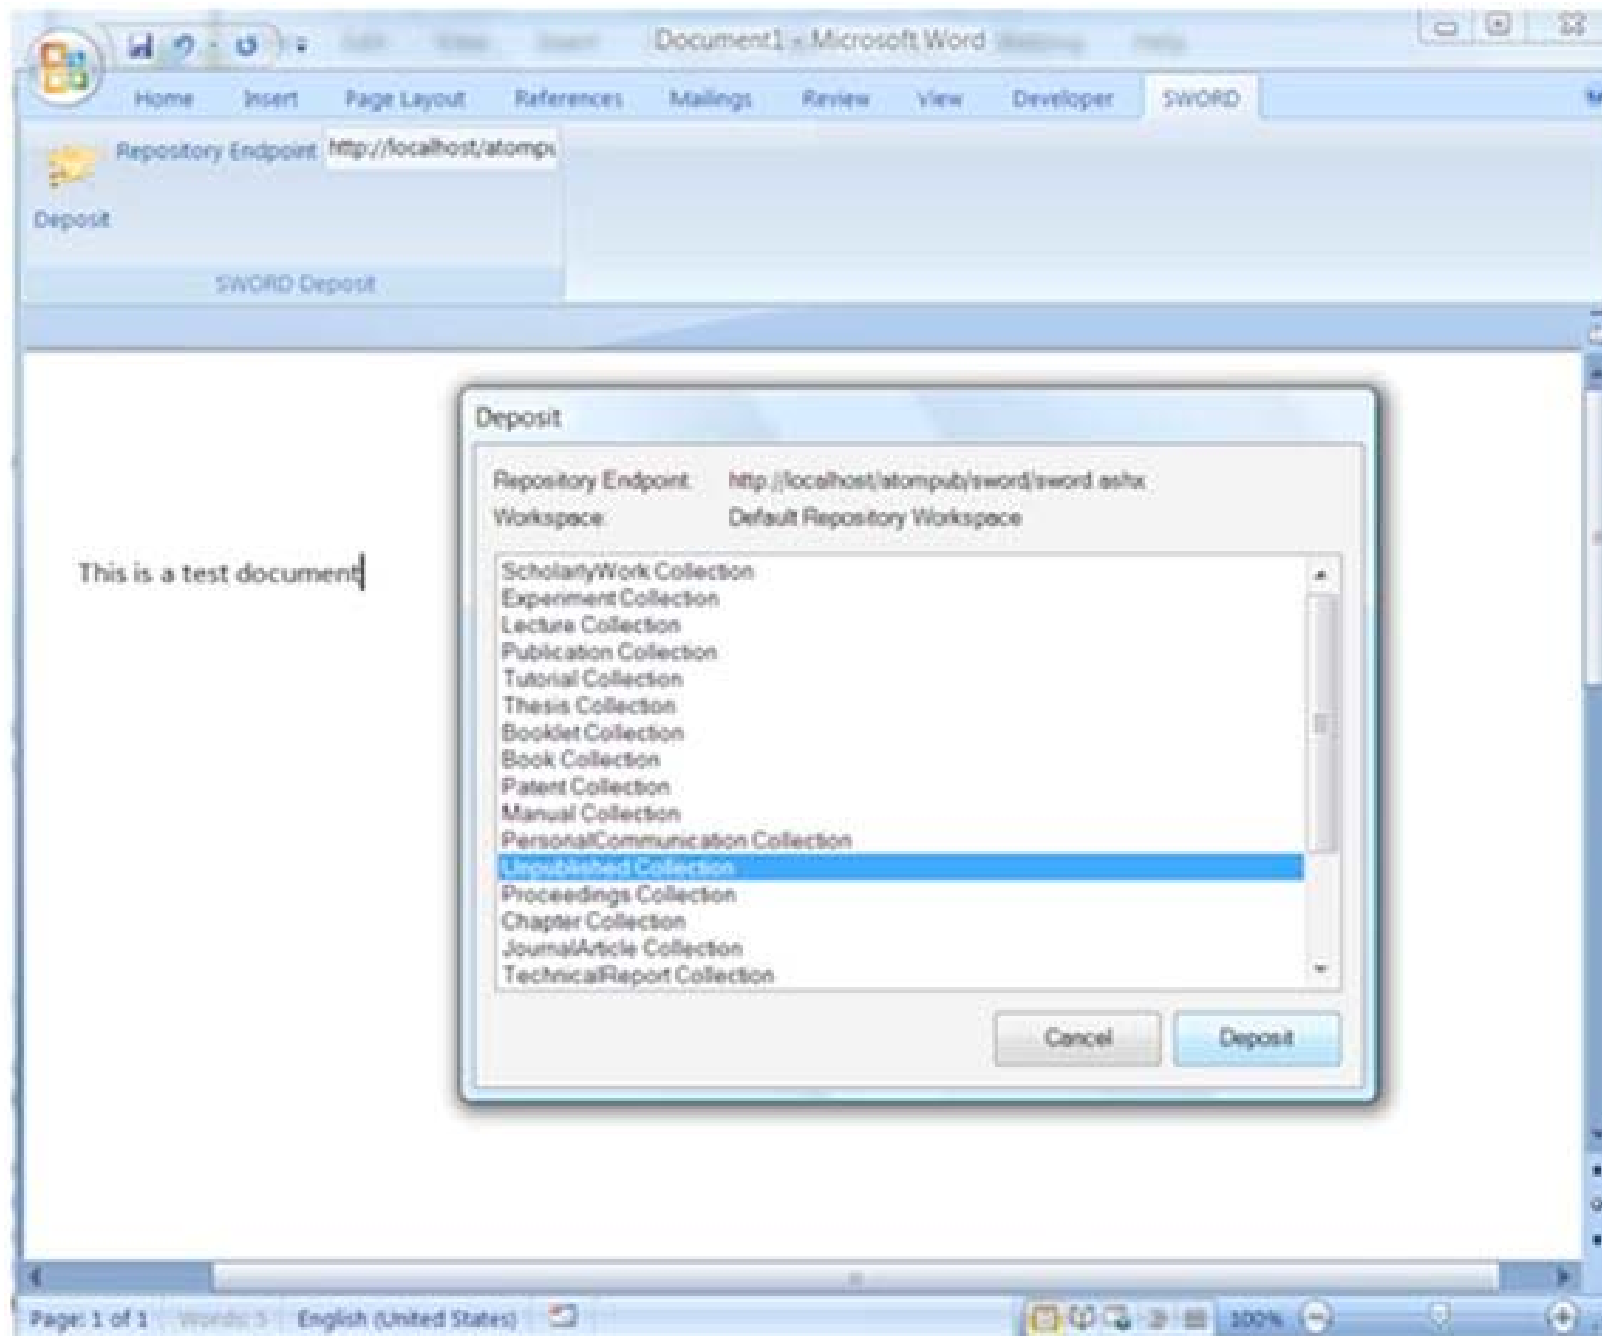 Document1 - Microsoft Word
Home Insert Page Layout References Mailings Review View Developer SWORD
Repository Endpoint http://localhost/atompu
Deposit
SWORD Deposit
Deposit
Repository Endpoint: http://localhost/atompub/sword/sword.ashx
Workspace: Default Repository Workspace
This is a test document
ScholarlyWork Collection
Experiment Collection
Lecture Collection
Publication Collection
Tutorial Collection
Thesis Collection
Booklet Collection
Book Collection
Patent Collection
Manual Collection
PersonalCommunication Collection
Unpublished Collection
Proceedings Collection
Chapter Collection
JournalArticle Collection
TechnicalReport Collection
Cancel Deposit
Page: 1 of 1 Words: 5 English (United States) 100%